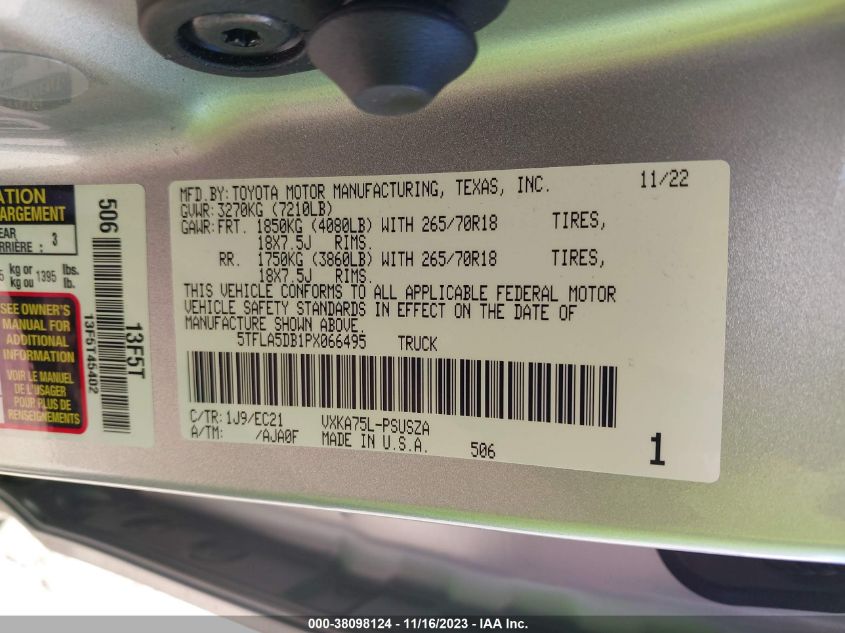 MFD.BY: TOYOTA MOTOR MANUFACTURING, TEXAS, INC. 11/22
GVWR: 3270KG (7210LB)
GAWR: FRT. 1850KG (4080LB) WITH 265/70R18 TIRES,
18X7.5J RIMS.
RR. 1750KG (3860LB) WITH 265/70R18 TIRES,
18X7.5J RIMS.
THIS VEHICLE CONFORMS TO ALL APPLICABLE FEDERAL MOTOR
VEHICLE SAFETY STANDARDS IN EFFECT ON THE DATE OF
MANUFACTURE SHOWN ABOVE.
5TFLA5DB1PX066495 TRUCK
C/TR: 1J9/EC21 VXKA75L-PSUSZA
A/TM: /AJA0F MADE IN U.S.A. 506
1
ARGEMENT
3
kg or 1395 lbs.
kg ou lb.
SEE OWNER'S
MANUAL FOR
ADDITIONAL
INFORMATION
VOIR LE MANUEL
DE L'USAGER
POUR PLUS DE
RENSEIGNEMENTS
506
13F5T45402
13F5T
000-38098124 - 11/16/2023 - IAA Inc.